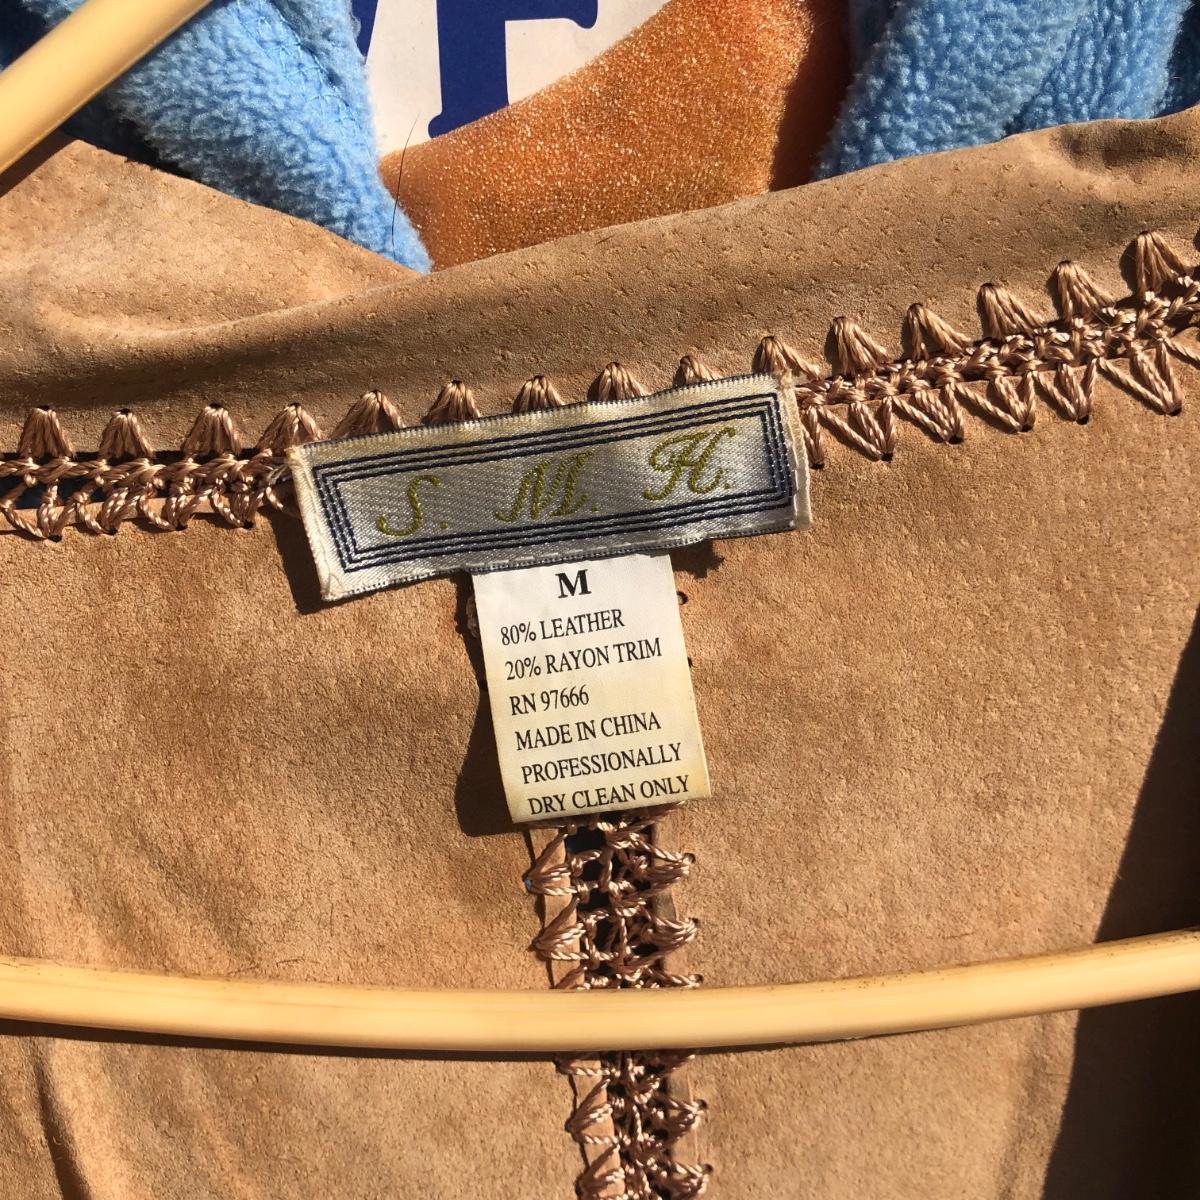 S. M. H.
M
80% LEATHER
20% RAYON TRIM
RN 97666
MADE IN CHINA
PROFESSIONALLY
DRY CLEAN ONLY